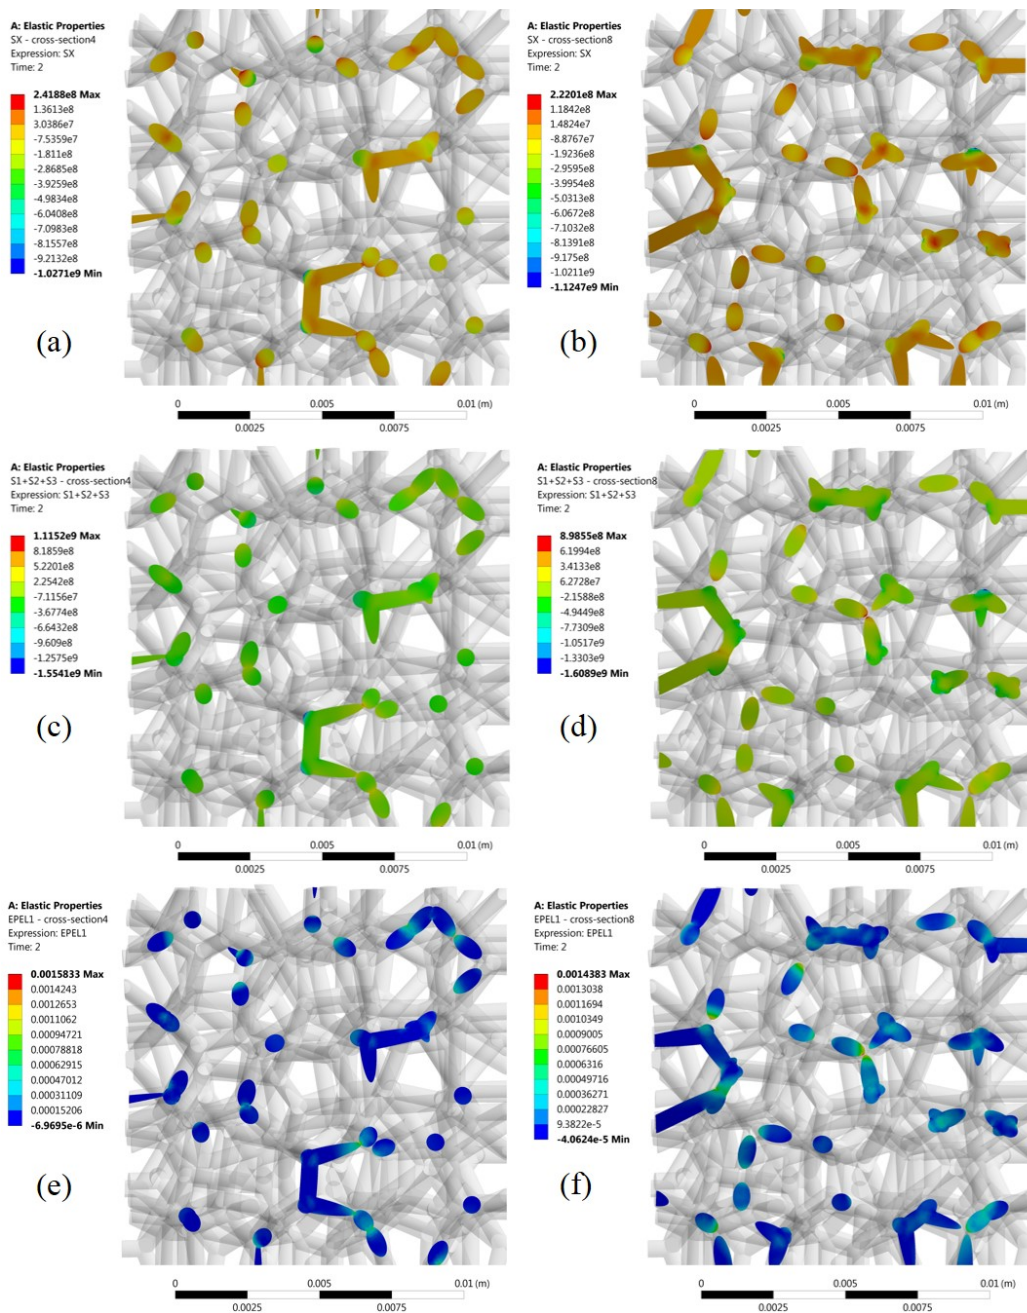 A: Elastic Properties
SX - cross-section4
Expression: SX
Time: 2
2.4188e8 Max
1.3613e8
3.0386e7
-7.5359e7
-1.811e8
-2.8685e8
-3.9259e8
-4.9834e8
-6.0408e8
-7.0983e8
-8.1557e8
-9.2132e8
-1.0271e9 Min
(a)
0 0.005 0.01 (m)
0.0025 0.0075
A: Elastic Properties
SX - cross-section8
Expression: SX
Time: 2
2.2201e8 Max
1.1842e8
1.4824e7
-8.8767e7
-1.9236e8
-2.9595e8
-3.9954e8
-5.0313e8
-6.0672e8
-7.1032e8
-8.1391e8
-9.175e8
-1.0211e9
-1.1247e9 Min
(b)
0 0.005 0.01 (m)
0.0025 0.0075
A: Elastic Properties
S1+S2+S3 - cross-section4
Expression: S1+S2+S3
Time: 2
1.1152e9 Max
8.1859e8
5.2201e8
2.2542e8
-7.1156e7
-3.6774e8
-6.6432e8
-9.609e8
-1.2575e9
-1.5541e9 Min
(c)
0 0.005 0.01 (m)
0.0025 0.0075
A: Elastic Properties
S1+S2+S3 - cross-section8
Expression: S1+S2+S3
Time: 2
8.9855e8 Max
6.1994e8
3.4133e8
6.2728e7
-2.1588e8
-4.9449e8
-7.7309e8
-1.0517e9
-1.3303e9
-1.6089e9 Min
(d)
0 0.005 0.01 (m)
0.0025 0.0075
A: Elastic Properties
EPEL1 - cross-section4
Expression: EPEL1
Time: 2
0.0015833 Max
0.0014243
0.0012653
0.0011062
0.00094721
0.00078818
0.00062915
0.00047012
0.00031109
0.00015206
-6.9695e-6 Min
(e)
0 0.005 0.01 (m)
0.0025 0.0075
A: Elastic Properties
EPEL1 - cross-section8
Expression: EPEL1
Time: 2
0.0014383 Max
0.0013038
0.0011694
0.0010349
0.0009005
0.00076605
0.0006316
0.00049716
0.00036271
0.00022827
9.3822e-5
-4.0624e-5 Min
(f)
0 0.005 0.01 (m)
0.0025 0.0075